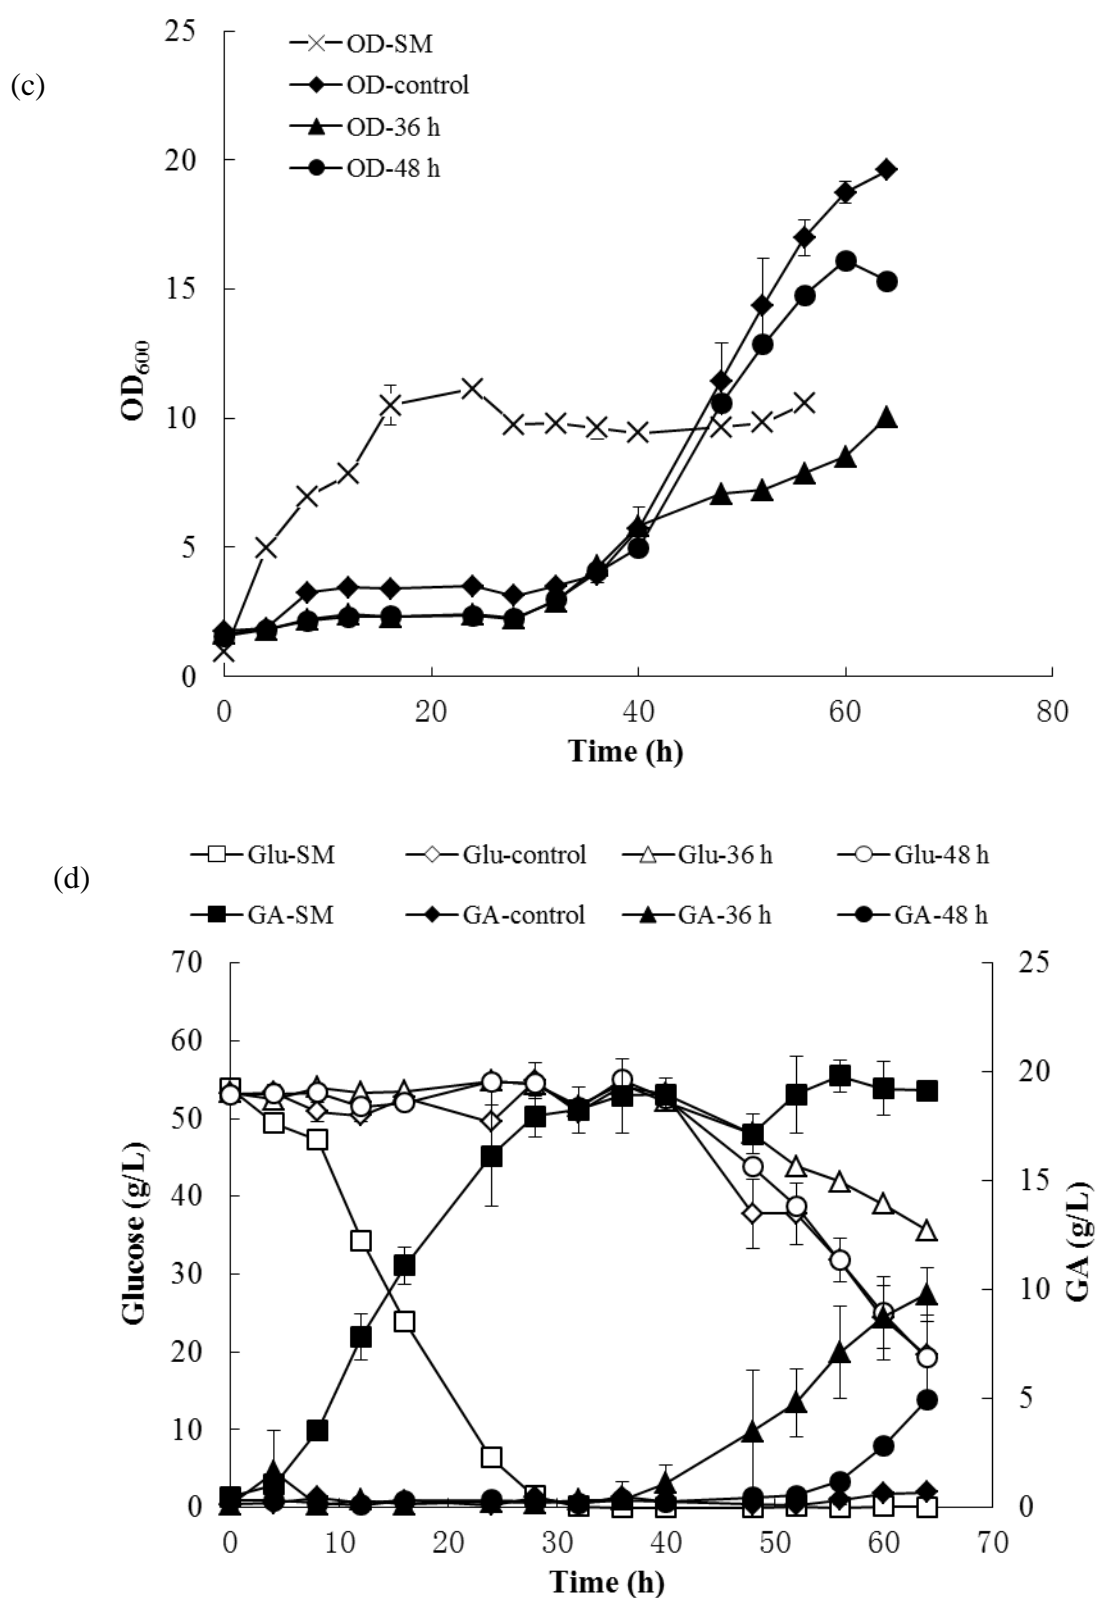 (c)
OD-SM
OD-control
OD-36 h
OD-48 h
25
20
15
10
5
0
OD600
0 20 40 60 80
Time (h)
(d)
Glu-SM Glu-control Glu-36 h Glu-48 h
GA-SM GA-control GA-36 h GA-48 h
70 25
60
50
40
30
20
10
0
Glucose (g/L)
20
15
10
5
0
GA (g/L)
0 10 20 30 40 50 60 70
Time (h)